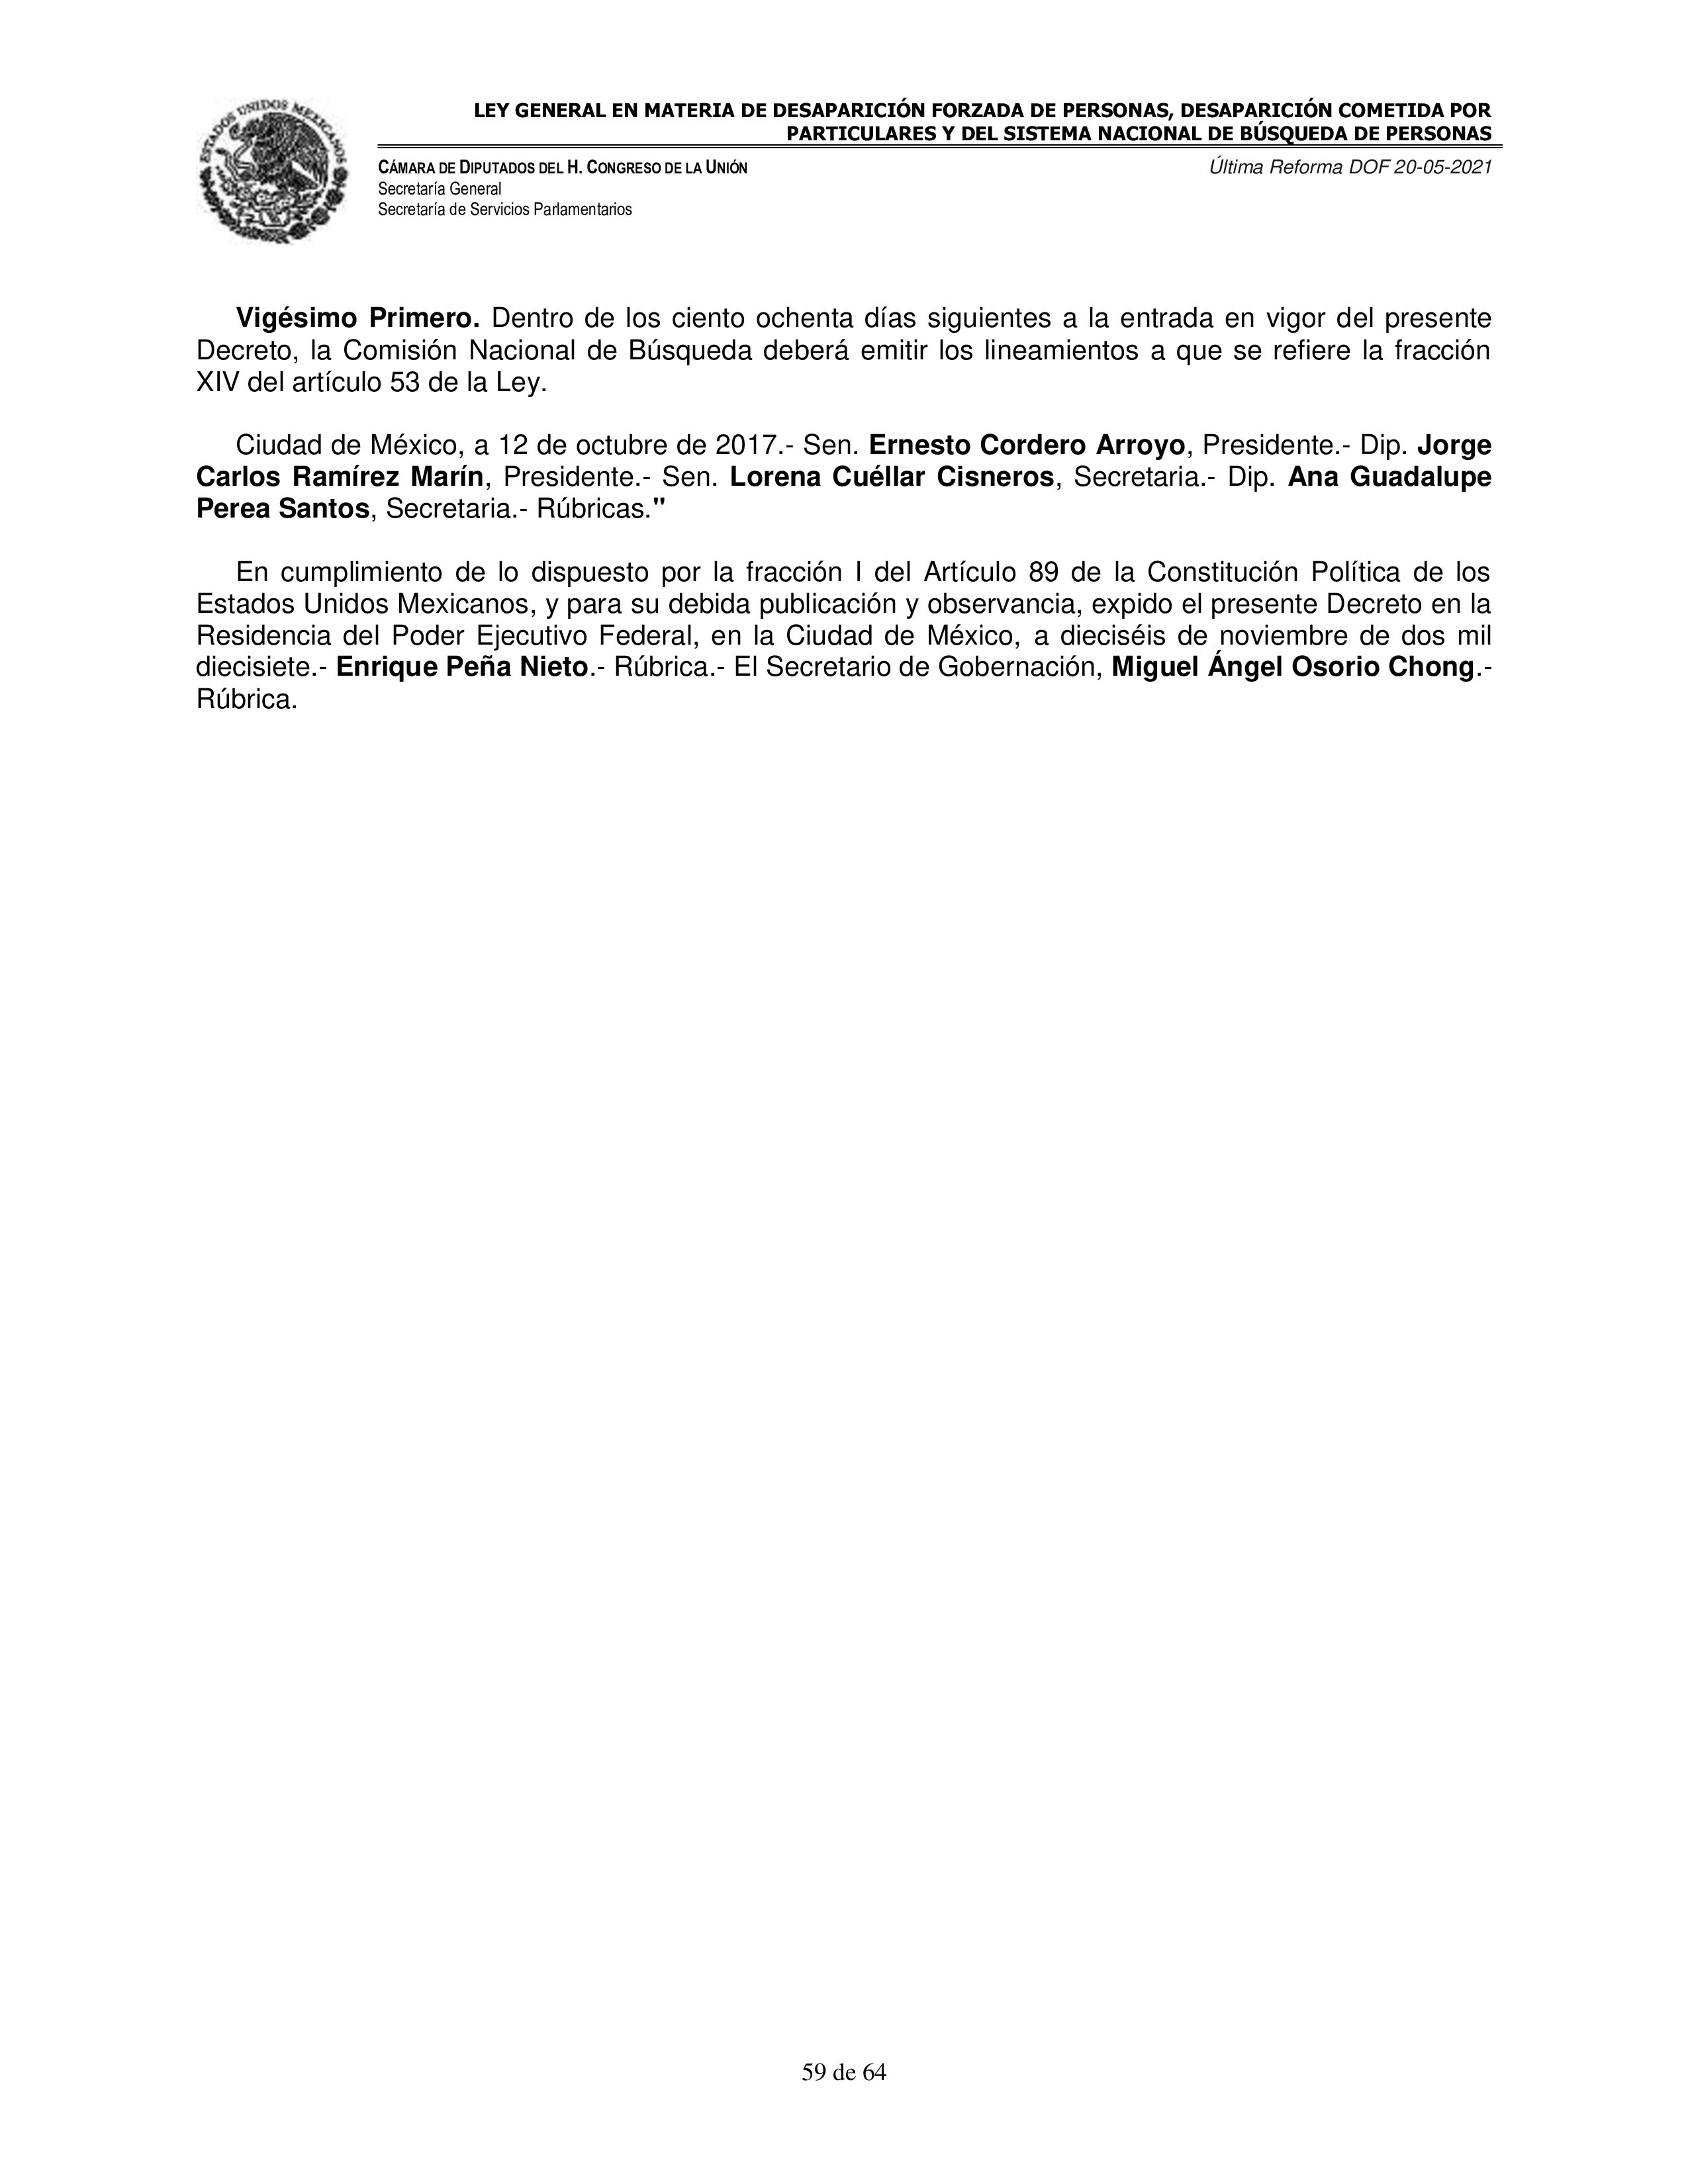 ESTADOS UNIDOS MEXICANOS
LEY GENERAL EN MATERIA DE DESAPARICIÓN FORZADA DE PERSONAS, DESAPARICIÓN COMETIDA POR
PARTICULARES Y DEL SISTEMA NACIONAL DE BÚSQUEDA DE PERSONAS
CÁMARA DE DIPUTADOS DEL H. CONGRESO DE LA UNIÓN
Última Reforma DOF 20-05-2021
Secretaría General
Secretaría de Servicios Parlamentarios
Vigésimo Primero. Dentro de los ciento ochenta días siguientes a la entrada en vigor del presente
Decreto, la Comisión Nacional de Búsqueda deberá emitir los lineamientos a que se refiere la fracción
XIV del artículo 53 de la Ley.
Ciudad de México, a 12 de octubre de 2017.- Sen. Ernesto Cordero Arroyo, Presidente.- Dip. Jorge
Carlos Ramírez Marín, Presidente.- Sen. Lorena Cuéllar Cisneros, Secretaria.- Dip. Ana Guadalupe
Perea Santos, Secretaria.- Rúbricas."
En cumplimiento de lo dispuesto por la fracción I del Artículo 89 de la Constitución Política de los
Estados Unidos Mexicanos, y para su debida publicación y observancia, expido el presente Decreto en la
Residencia del Poder Ejecutivo Federal, en la Ciudad de México, a dieciséis de noviembre de dos mil
diecisiete.- Enrique Peña Nieto.- Rúbrica.- El Secretario de Gobernación, Miguel Ángel Osorio Chong.-
Rúbrica.
59 de 64